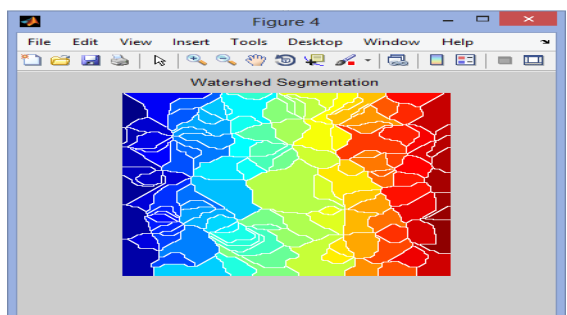 Figure 4
File Edit View Insert Tools Desktop Window Help
Watershed Segmentation